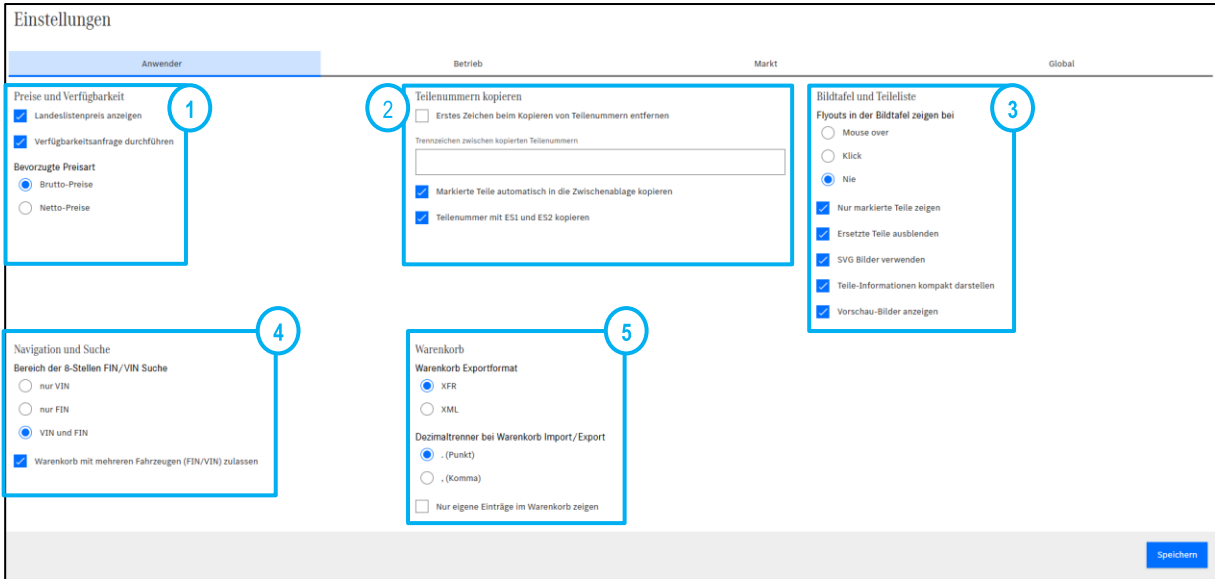 Einstellungen
Anwender
Betrieb
Markt
Global
Preise und Verfügbarkeit
1
Landeslistenpreis anzeigen
Verfügbarkeitsanfrage durchführen
Bevorzugte Preisart
Brutto-Preise
Netto-Preise
2
Teilenummern kopieren
Erstes Zeichen beim Kopieren von Teilenummern entfernen
Trennzeichen zwischen kopierten Teilenummern
Markierte Teile automatisch in die Zwischenablage kopieren
Teilenummer mit ES1 und ES2 kopieren
Bildtafel und Teileliste
3
Flyouts in der Bildtafel zeigen bei
Mouse over
Klick
Nie
Nur markierte Teile zeigen
Ersetzte Teile ausblenden
SVG Bilder verwenden
Teile-Informationen kompakt darstellen
Vorschau-Bilder anzeigen
4
Navigation und Suche
Bereich der 8-Stellen FIN/VIN Suche
nur VIN
nur FIN
VIN und FIN
Warenkorb mit mehreren Fahrzeugen (FIN/VIN) zulassen
5
Warenkorb
Warenkorb Exportformat
XFR
XML
Dezimaltrenner bei Warenkorb Import/Export
. (Punkt)
, (Komma)
Nur eigene Einträge im Warenkorb zeigen
Speichern